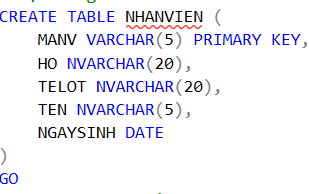 CREATE TABLE NHANVIEN (
MANV VARCHAR(5) PRIMARY KEY,
HO NVARCHAR(20),
TELOT NVARCHAR(20),
TEN NVARCHAR(5),
NGAYSINH DATE
)
GO